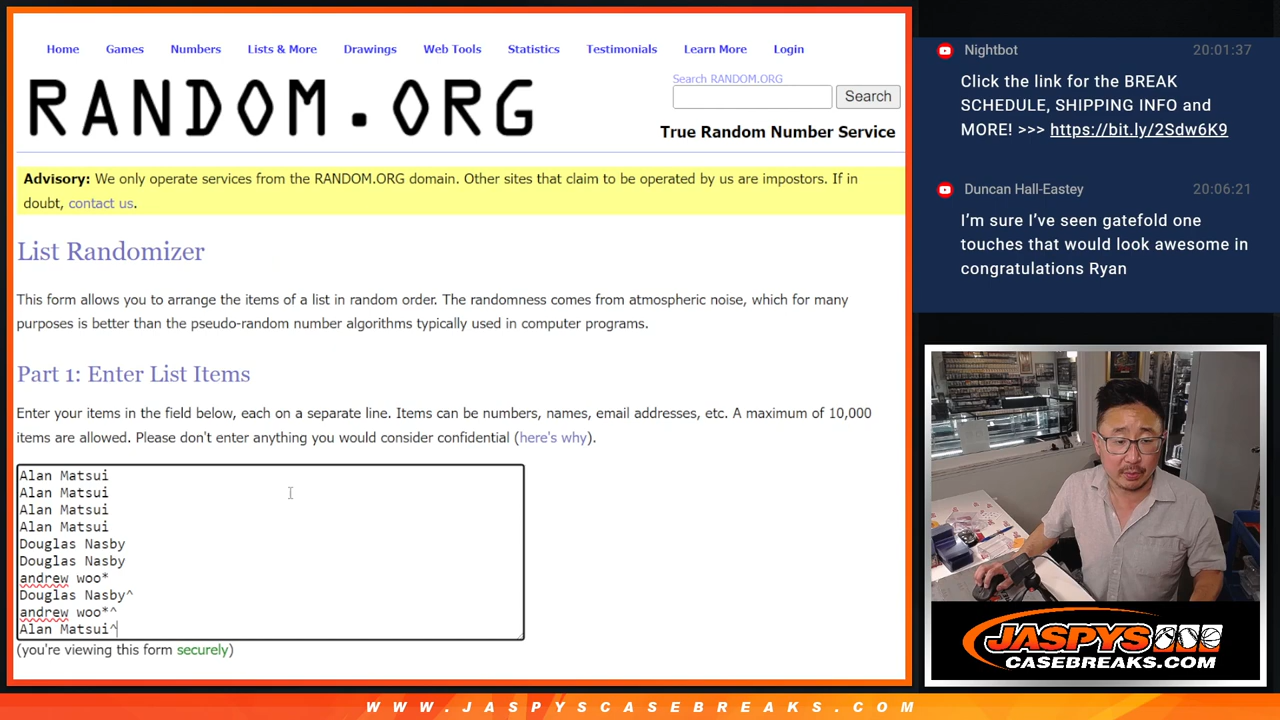 Home Games Numbers Lists & More Drawings Web Tools Statistics Testimonials Learn More Login
RANDOM.ORG
Search RANDOM.ORG
Search
True Random Number Service
Advisory: We only operate services from the RANDOM.ORG domain. Other sites that claim to be operated by us are impostors. If in
doubt, contact us.
List Randomizer
This form allows you to arrange the items of a list in random order. The randomness comes from atmospheric noise, which for many
purposes is better than the pseudo-random number algorithms typically used in computer programs.
Part 1: Enter List Items
Enter your items in the field below, each on a separate line. Items can be numbers, names, email addresses, etc. A maximum of 10,000
items are allowed. Please don't enter anything you would consider confidential (here's why).
Alan Matsui
Alan Matsui
Alan Matsui
Alan Matsui
Douglas Nasby
Douglas Nasby
andrew woo*
Douglas Nasby^
andrew woo*^
Alan Matsui^
(you're viewing this form securely)
Nightbot 20:01:37
Click the link for the BREAK
SCHEDULE, SHIPPING INFO and
MORE! >>> https://bit.ly/2Sdw6K9
Duncan Hall-Eastey 20:06:21
I'm sure I've seen gatefold one
touches that would look awesome in
congratulations Ryan
JASPYS
CASEBREAKS.COM
WWW.JASPYSCASEBREAKS.COM